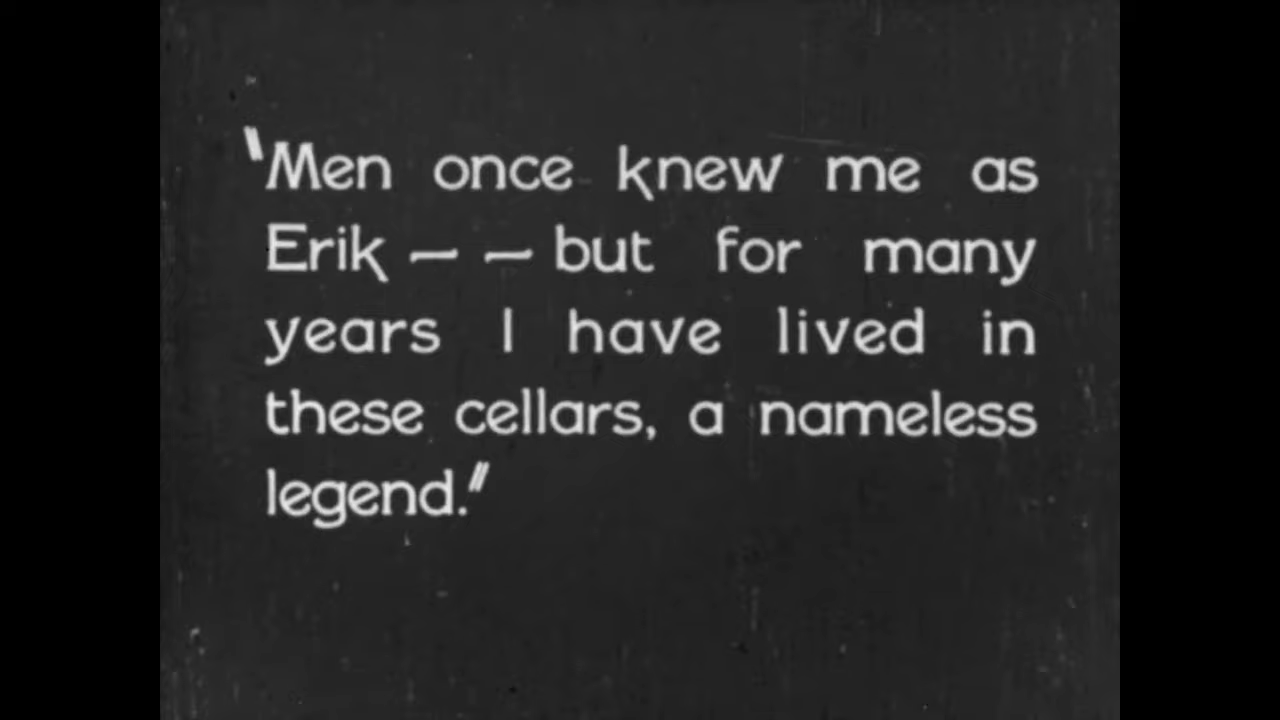 "Men once knew me as
Erik — — but for many
years I have lived in
these cellars, a nameless
legend."